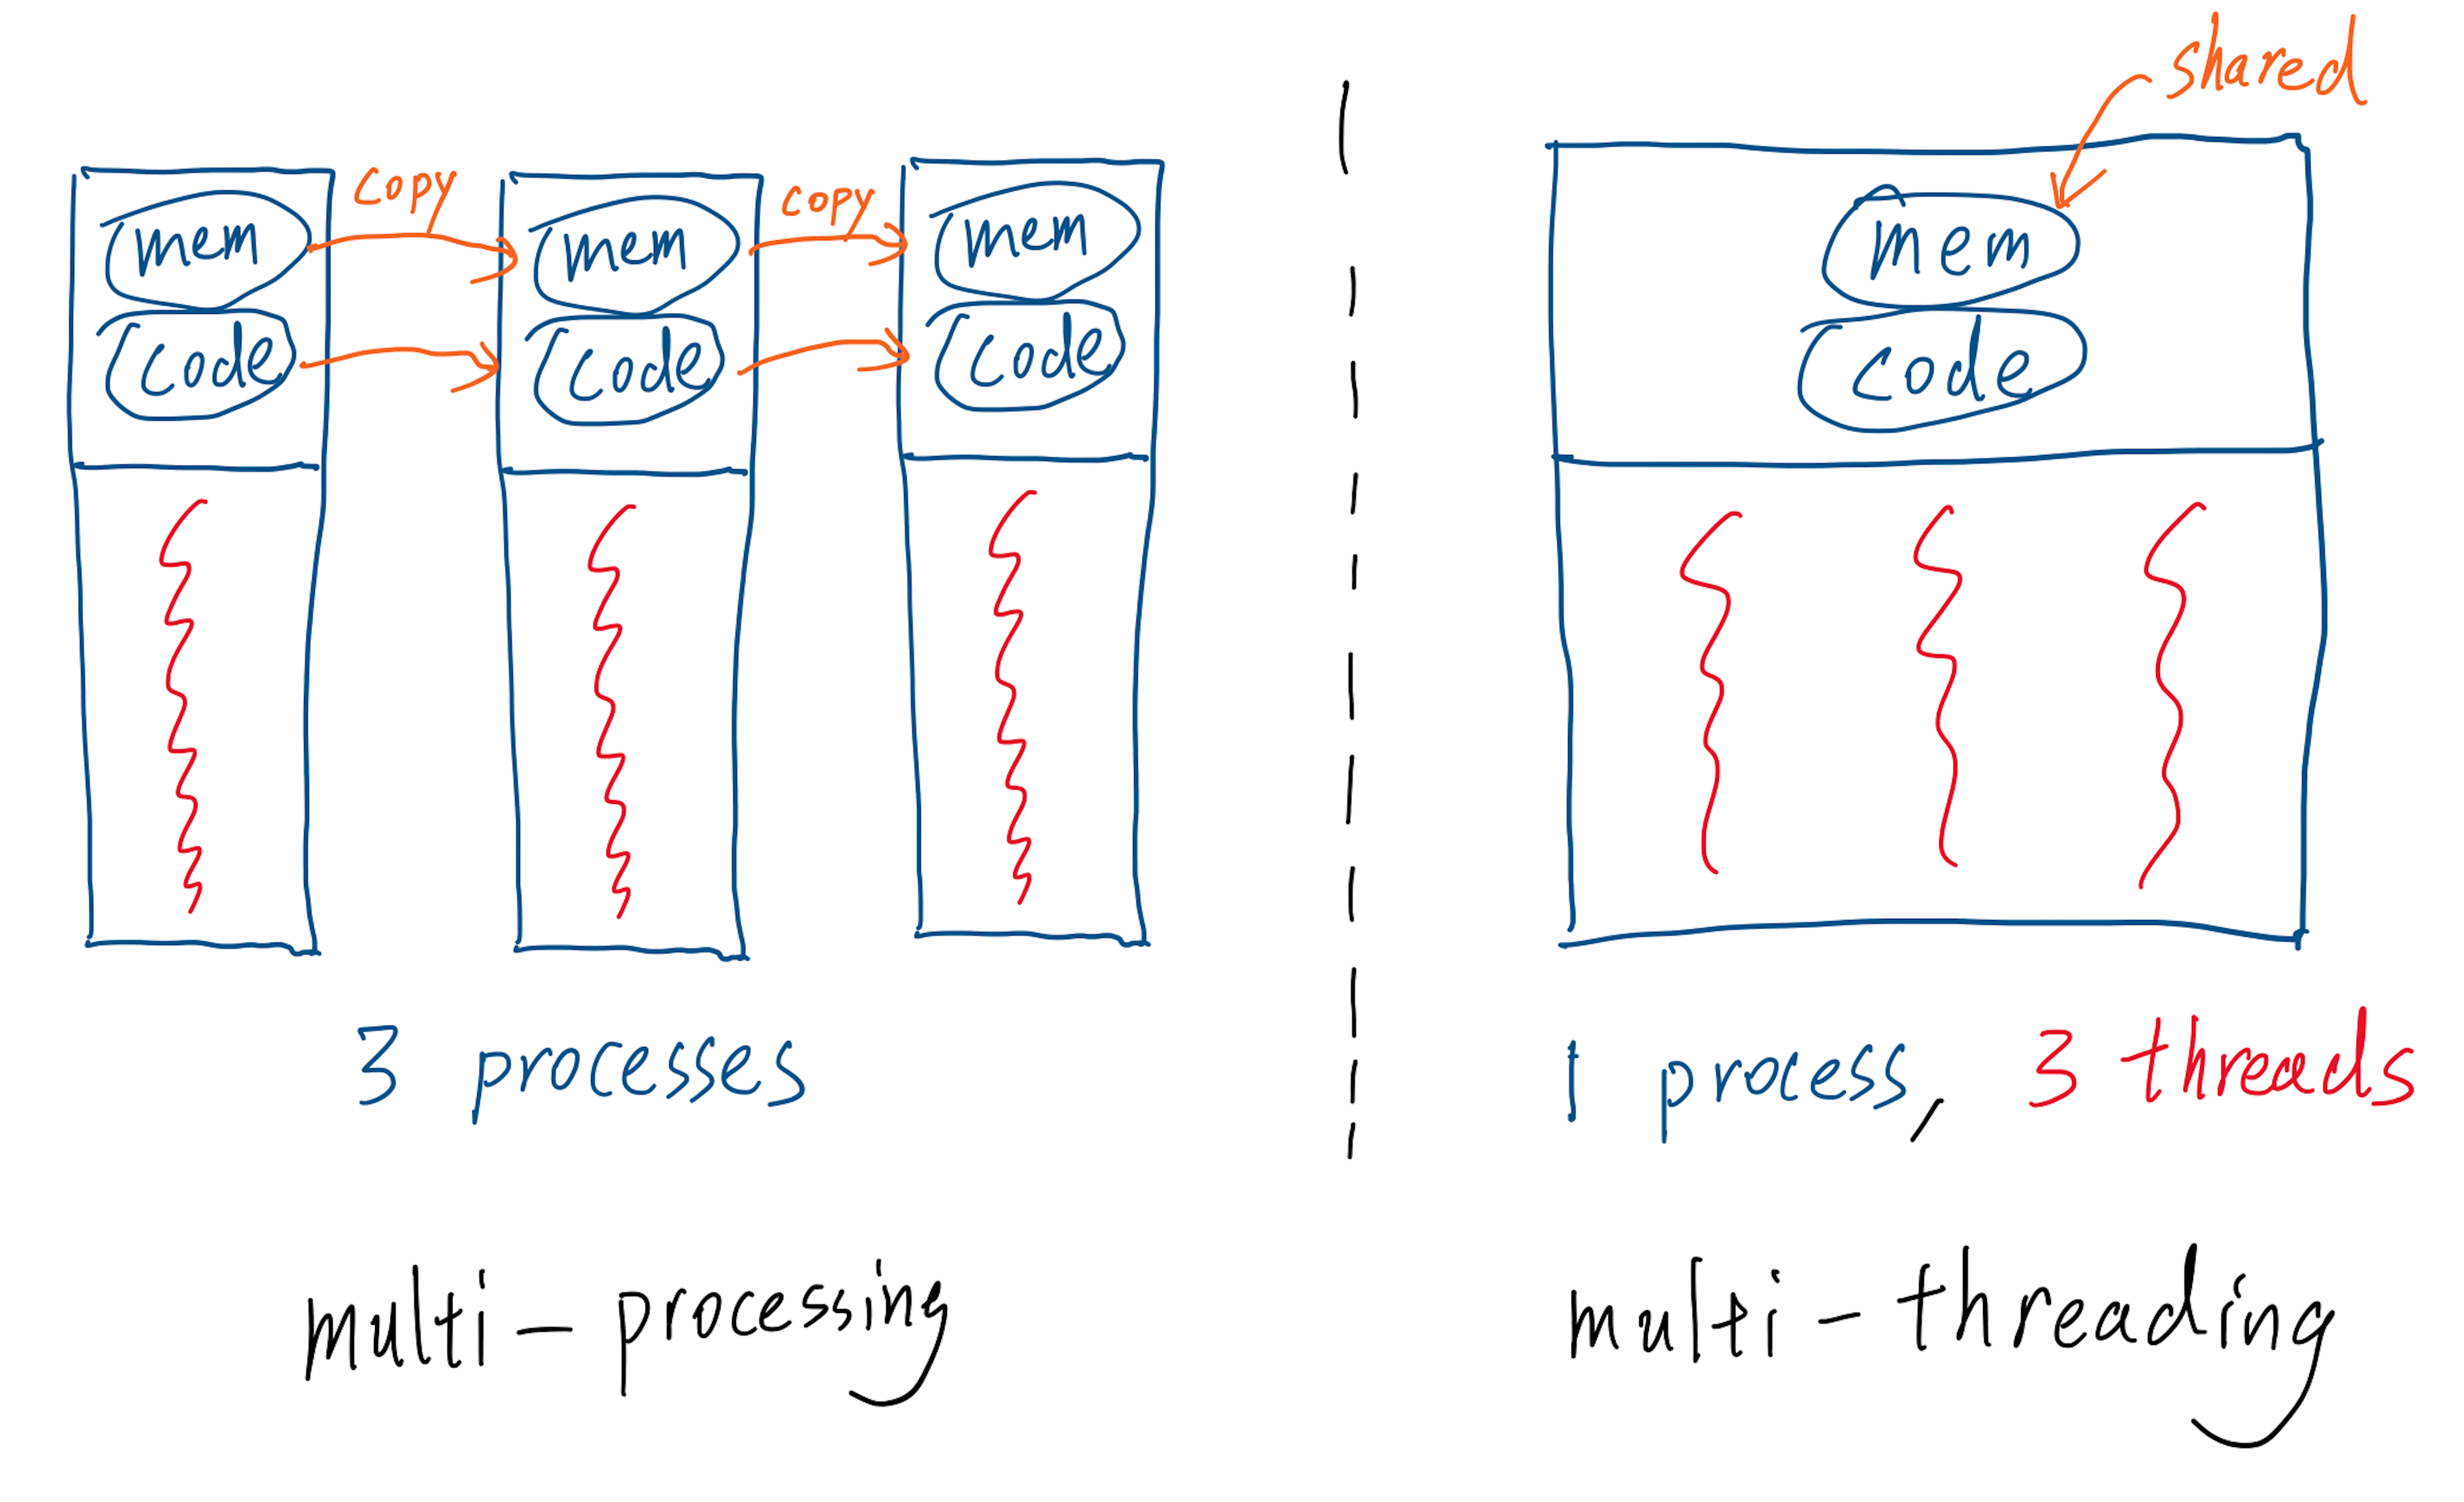 shared
copy copy
mem mem mem mem
code code code code
3 processes 1 process, 3 threads
multi-processing multi-threading